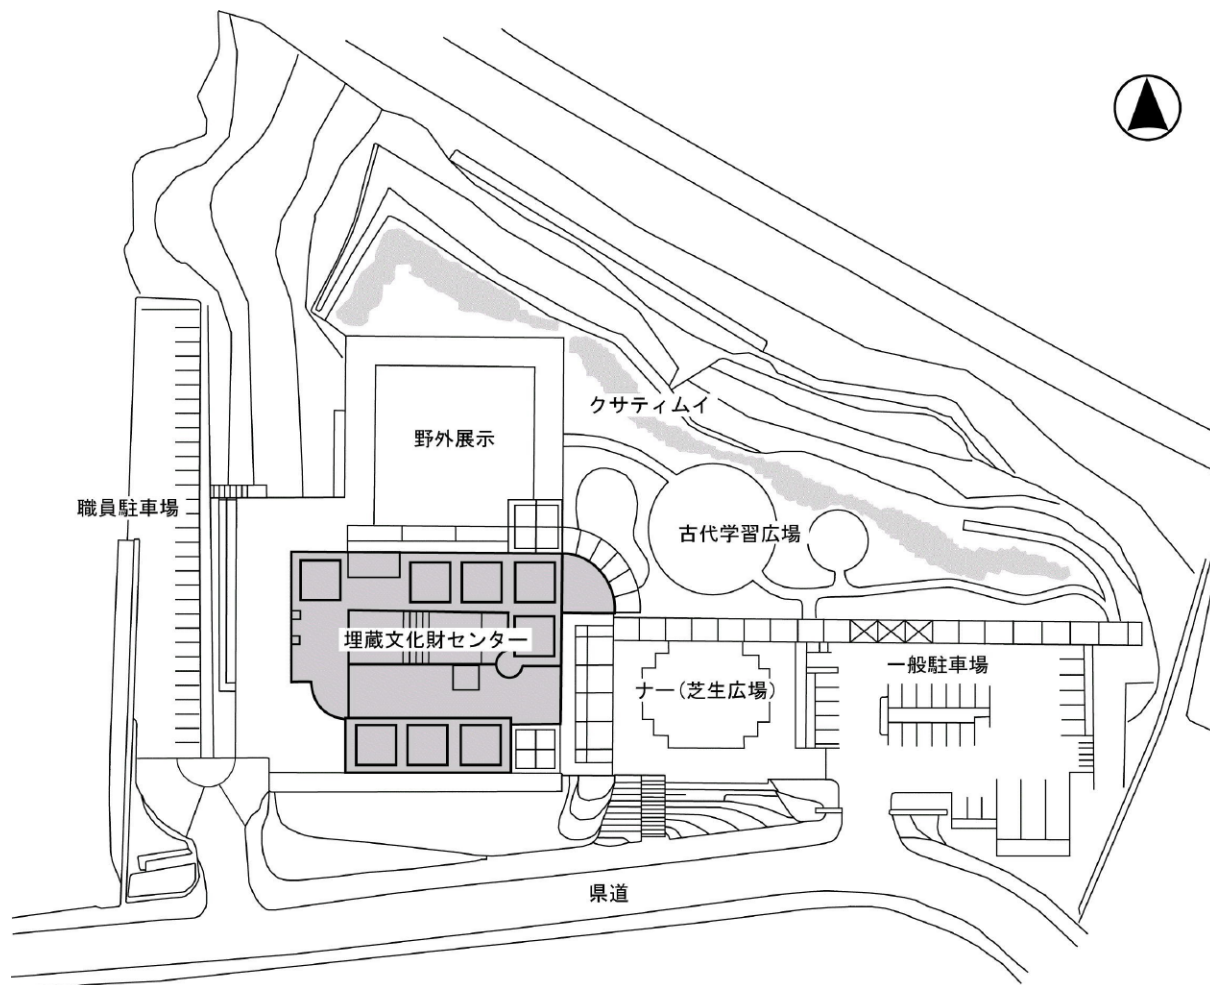 クサティムイ
野外展示
職員駐車場
古代学習広場
埋蔵文化財センター
一般駐車場
ナー(芝生広場)
県道